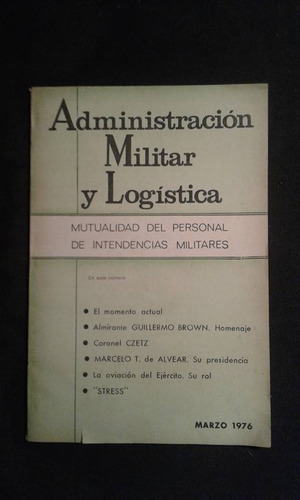 Administración
Militar
y Logística
MUTUALIDAD DEL PERSONAL
DE INTENDENCIAS MILITARES
En este número:
● El momento actual
● Almirante GUILLERMO BROWN. Homenaje
● Coronel CZETZ
● MARCELO T. de ALVEAR. Su presidencia
● La aviación del Ejército. Su rol
● "STRESS"
MARZO 1976